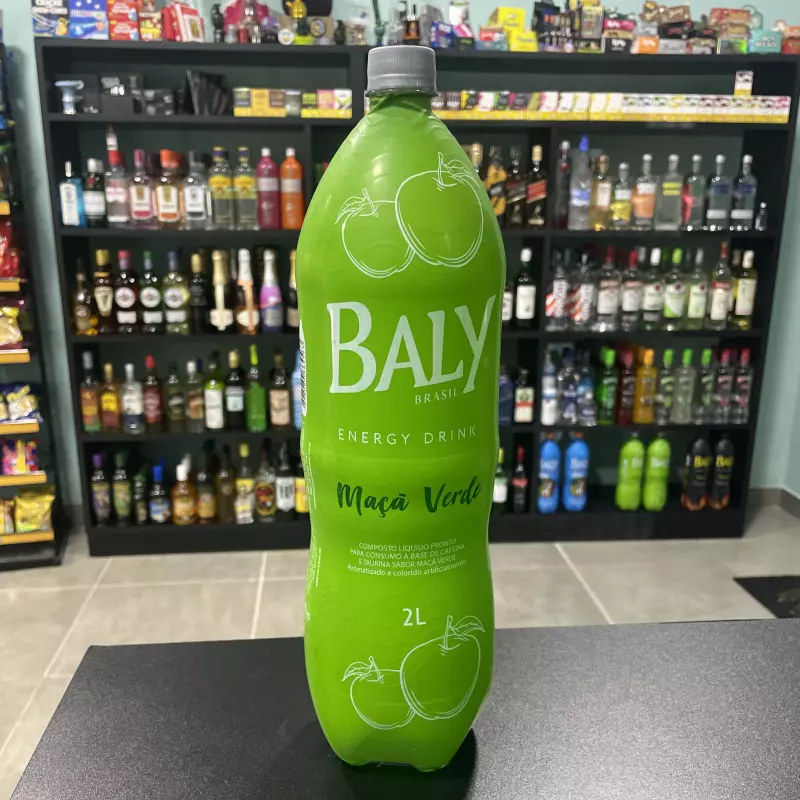 BALY
BRASIL
ENERGY DRINK
Maçã Verde
COMPOSTO LÍQUIDO PRONTO
PARA CONSUMO À BASE DE CAFEÍNA
E TAURINA SABOR MAÇÃ VERDE
Aromatizado e colorido artificialmente
2L